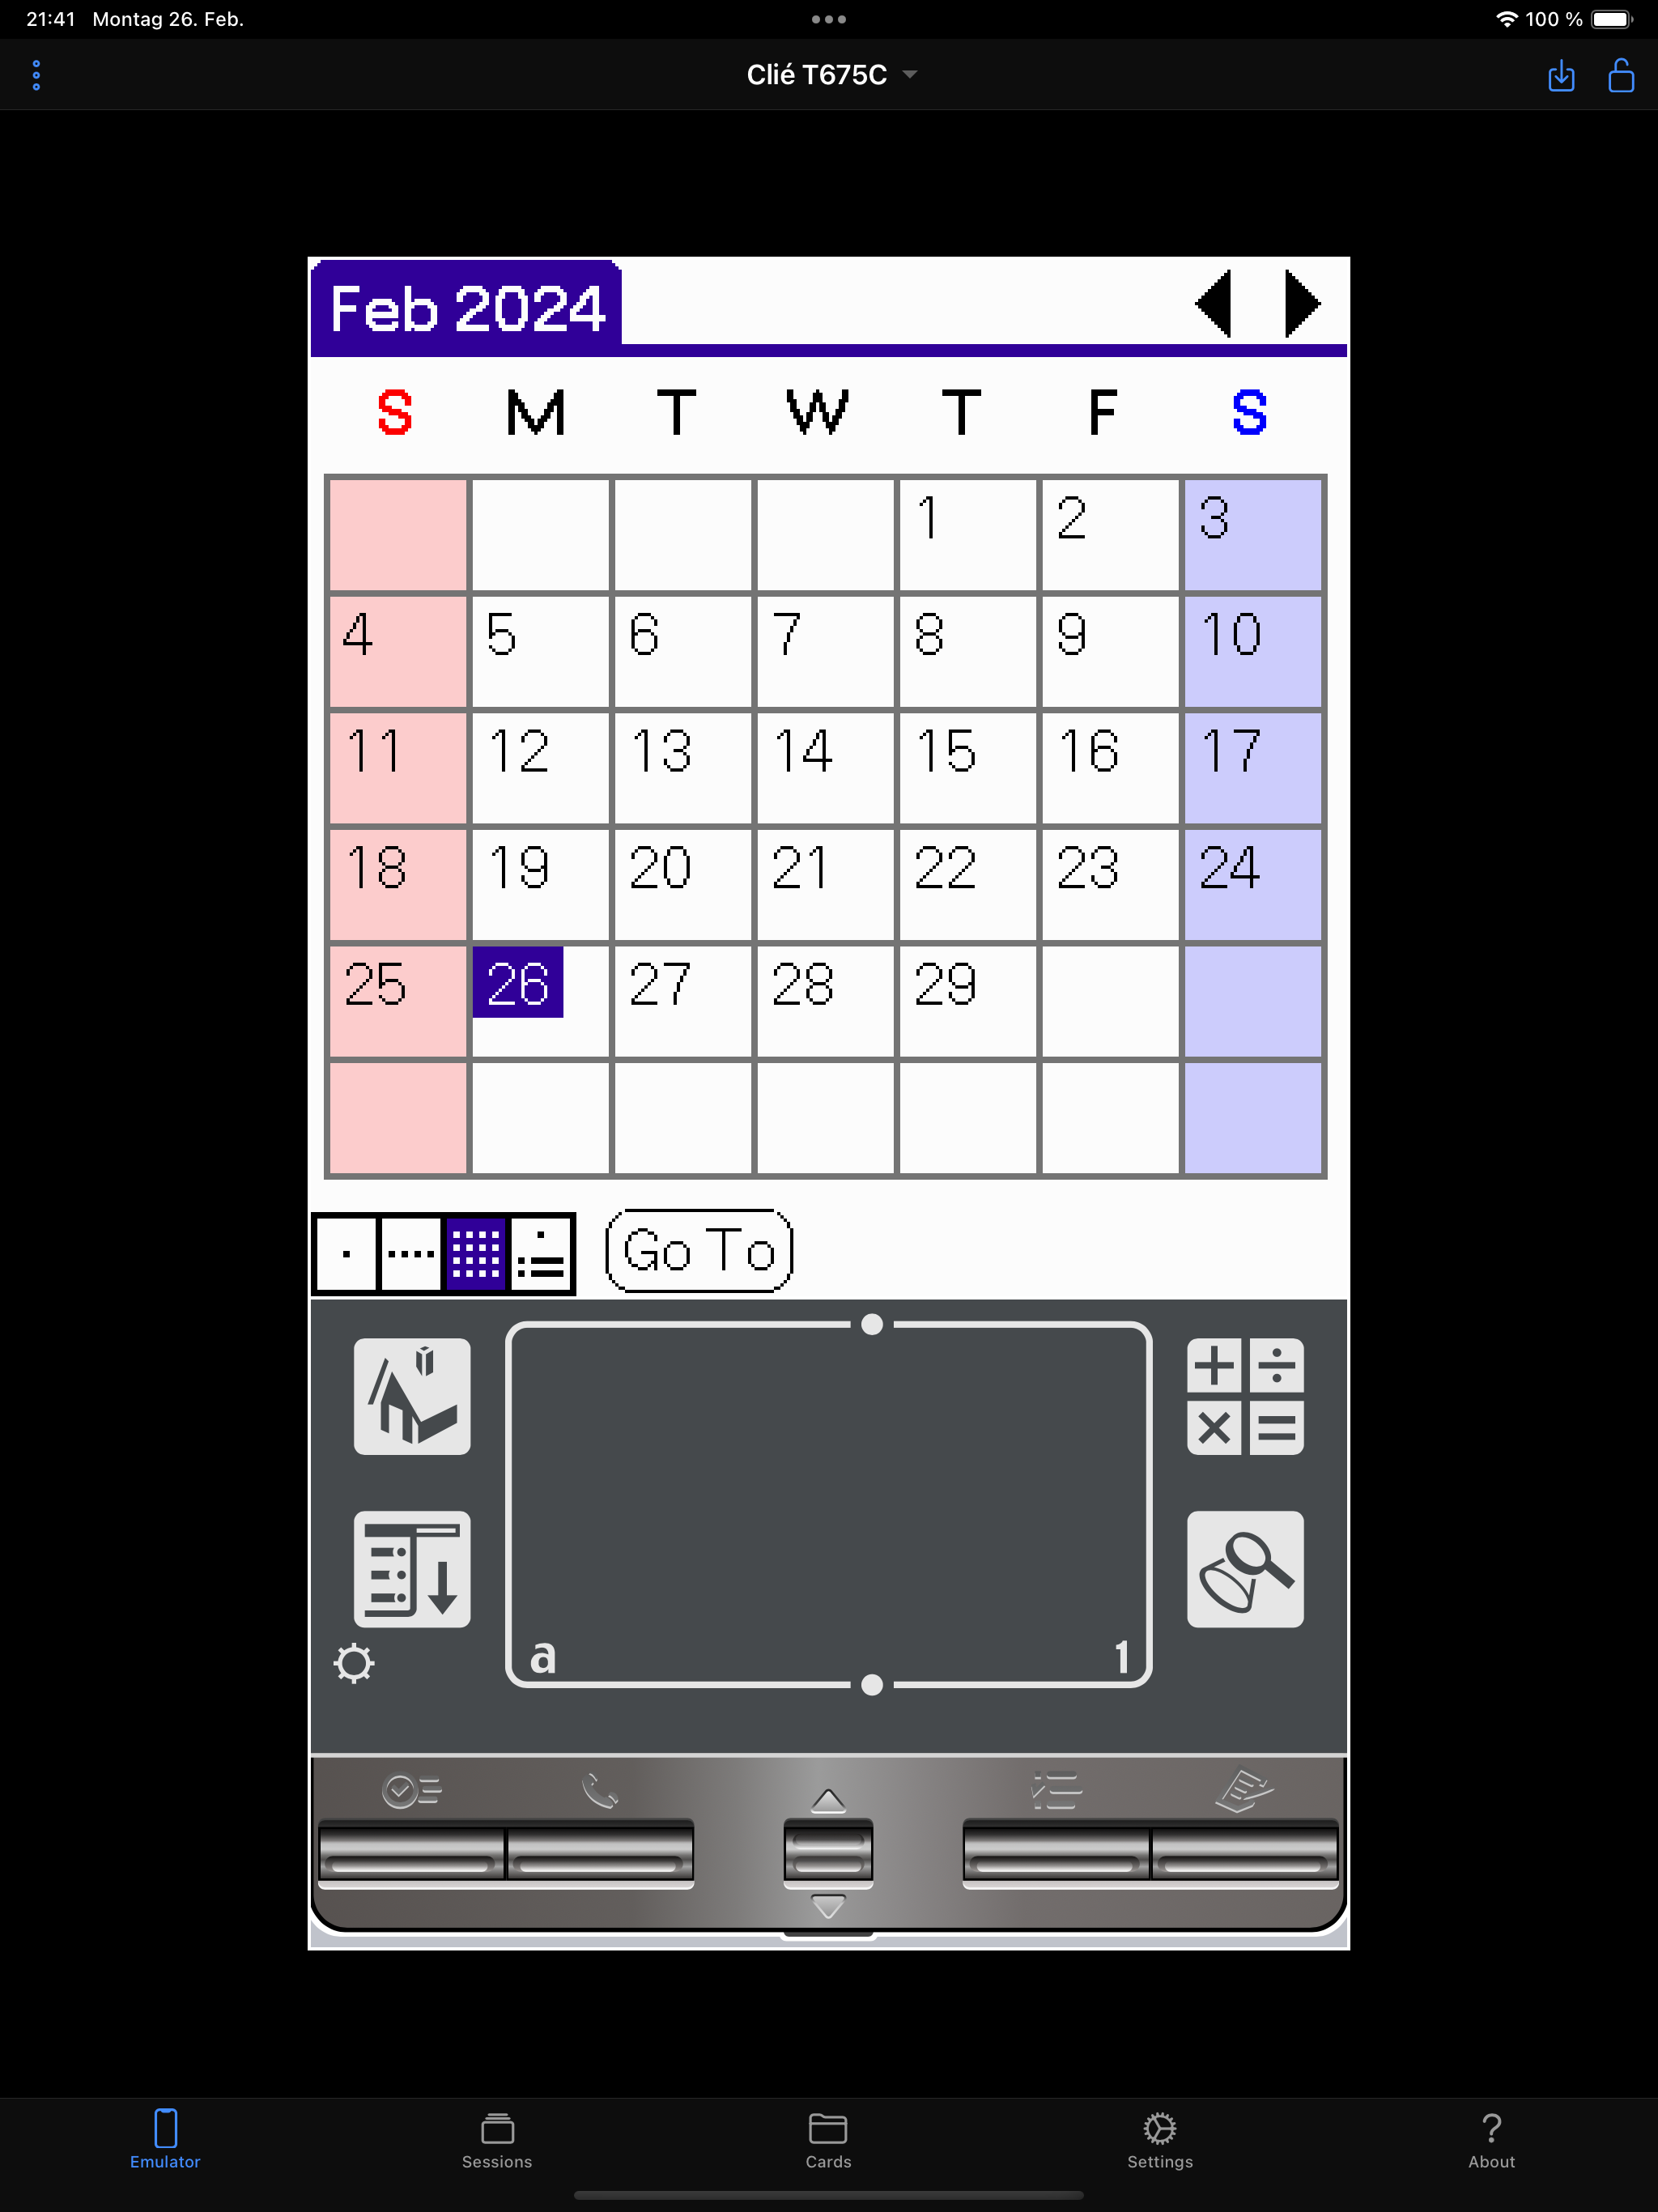 21:41 Montag 26. Feb.
100 %
Clié T675C
Feb 2024
S M T W T F S
1 2 3
4 5 6 7 8 9 10
11 12 13 14 15 16 17
18 19 20 21 22 23 24
25 26 27 28 29
Go To
a 1
Emulator Sessions Cards Settings About